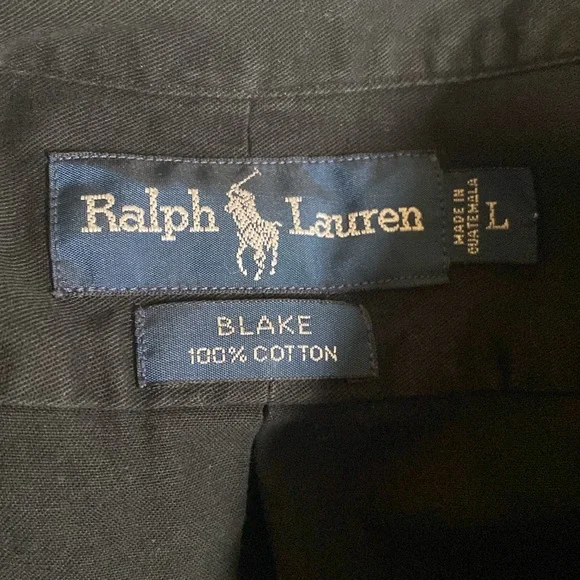 Ralph Lauren
MADE IN
GUATEMALA
L
BLAKE
100% COTTON